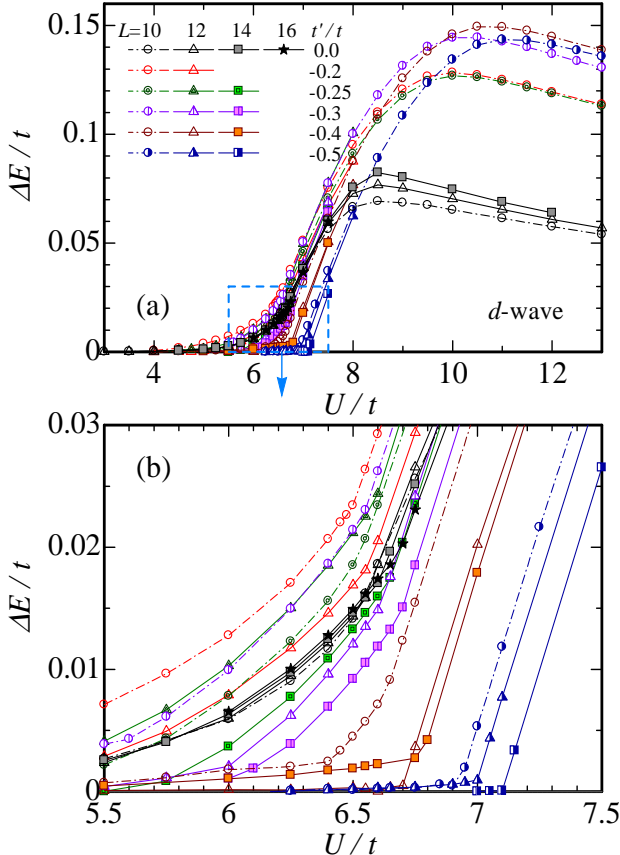 L=10 12 14 16 t'/t
0.0
-0.2
-0.25
-0.3
-0.4
-0.5
0.15
0.1
0.05
0
ΔE / t
(a)
d-wave
4 6 8 10 12
U / t
0.03
0.02
0.01
0
ΔE / t
(b)
5.5 6 6.5 7 7.5
U / t